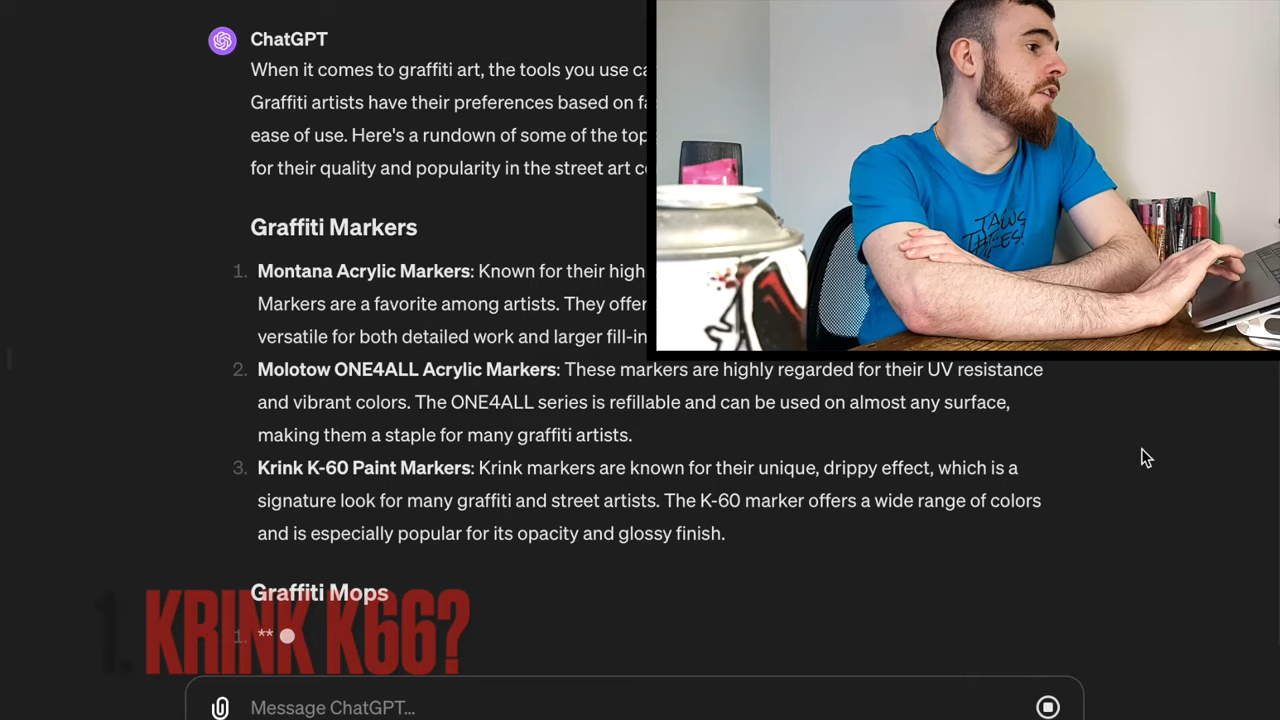 ChatGPT
When it comes to graffiti art, the tools you use ca
Graffiti artists have their preferences based on fa
ease of use. Here's a rundown of some of the top
for their quality and popularity in the street art c
Graffiti Markers
1. Montana Acrylic Markers: Known for their high
Markers are a favorite among artists. They offer
versatile for both detailed work and larger fill-in
2. Molotow ONE4ALL Acrylic Markers: These markers are highly regarded for their UV resistance
and vibrant colors. The ONE4ALL series is refillable and can be used on almost any surface,
making them a staple for many graffiti artists.
3. Krink K-60 Paint Markers: Krink markers are known for their unique, drippy effect, which is a
signature look for many graffiti and street artists. The K-60 marker offers a wide range of colors
and is especially popular for its opacity and glossy finish.
Graffiti Mops
1. **
1. KRINK K66?
Message ChatGPT...